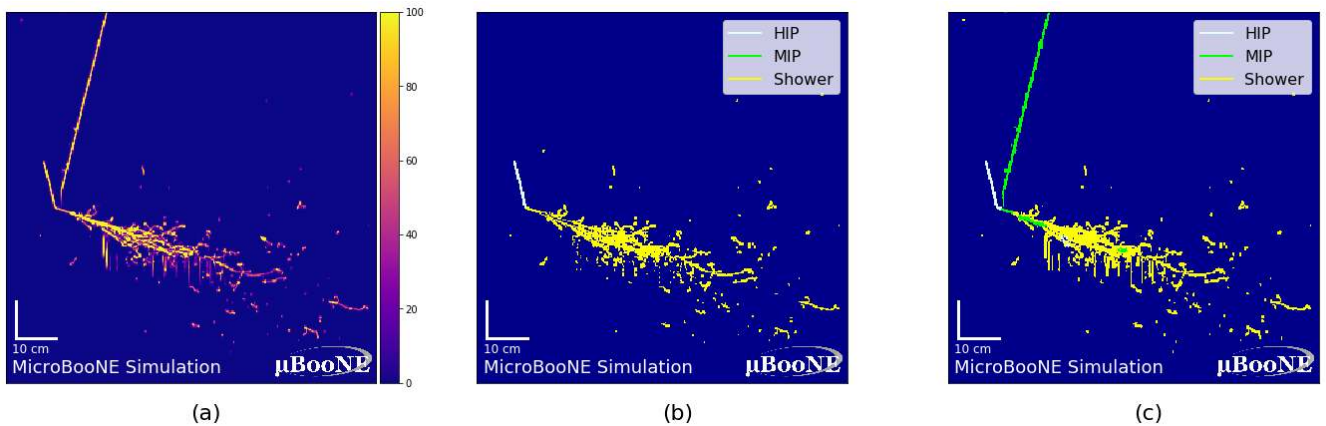 100
80
60
40
20
0
10 cm
MicroBooNE Simulation
μBooNE
(a)
HIP
MIP
Shower
10 cm
MicroBooNE Simulation
μBooNE
(b)
HIP
MIP
Shower
10 cm
MicroBooNE Simulation
μBooNE
(c)